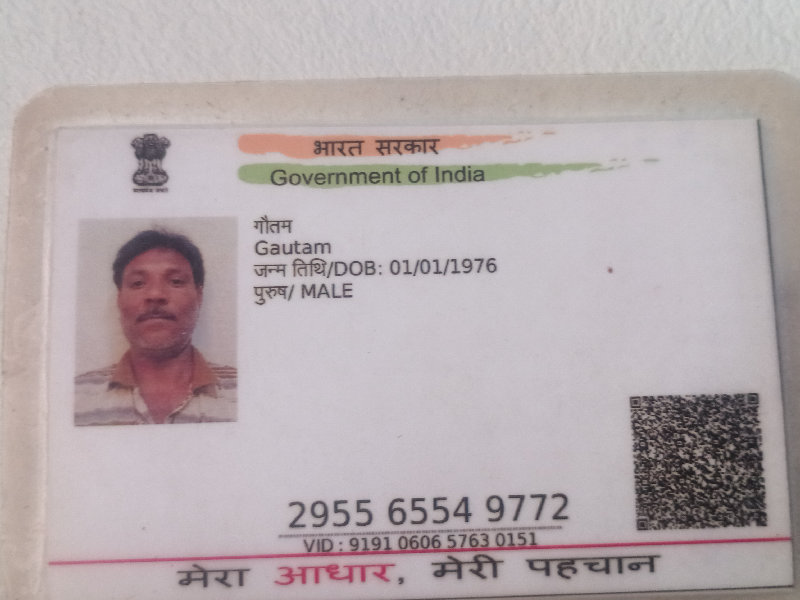 भारत सरकार
Government of India
गौतम
Gautam
जन्म तिथि/DOB: 01/01/1976
पुरुष/ MALE
2955 6554 9772
VID : 9191 0606 5763 0151
मेरा आधार, मेरी पहचान